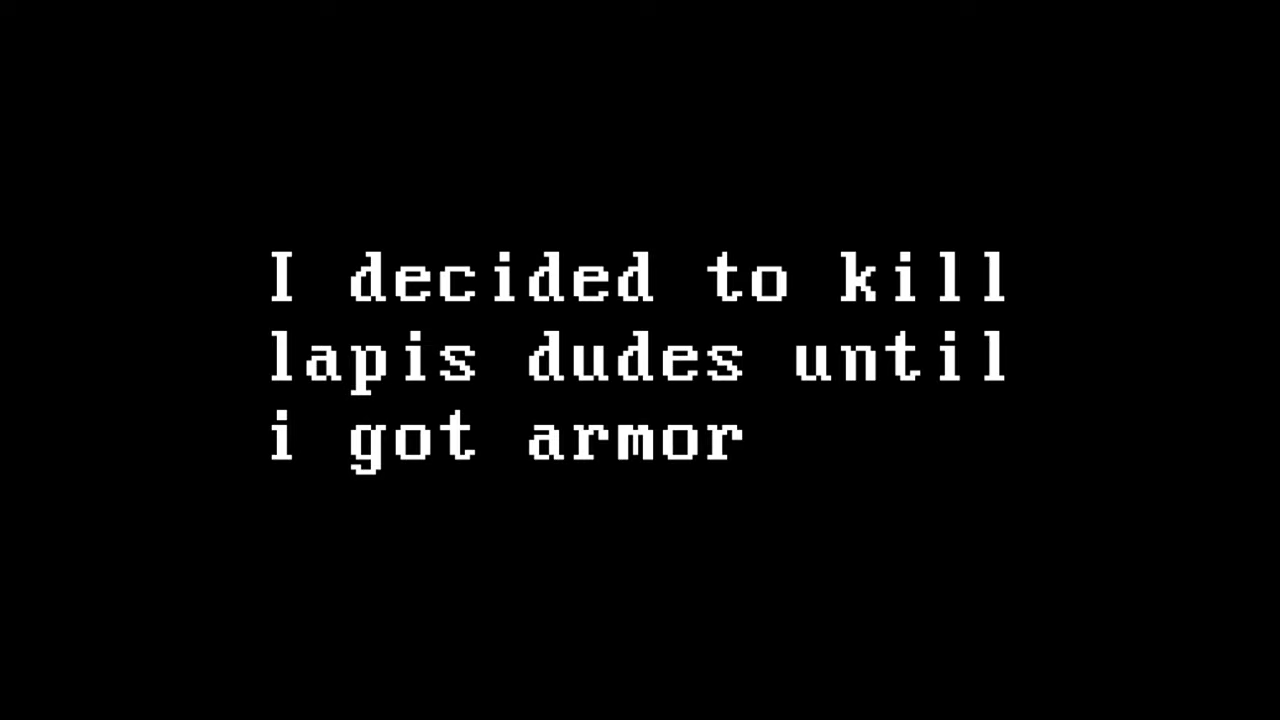 I decided to kill
lapis dudes until
i got armor